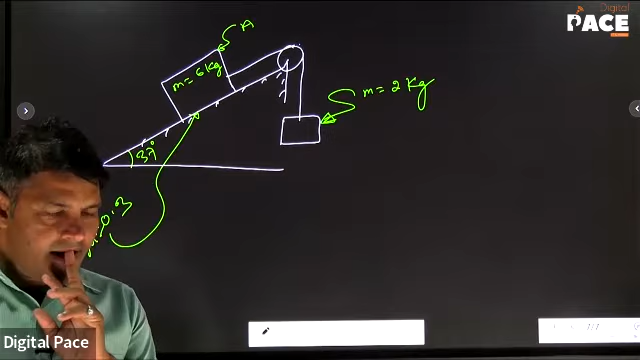 Digital
PACE
A
m = 6 kg
m = 2 kg
37°
0.3
Digital Pace